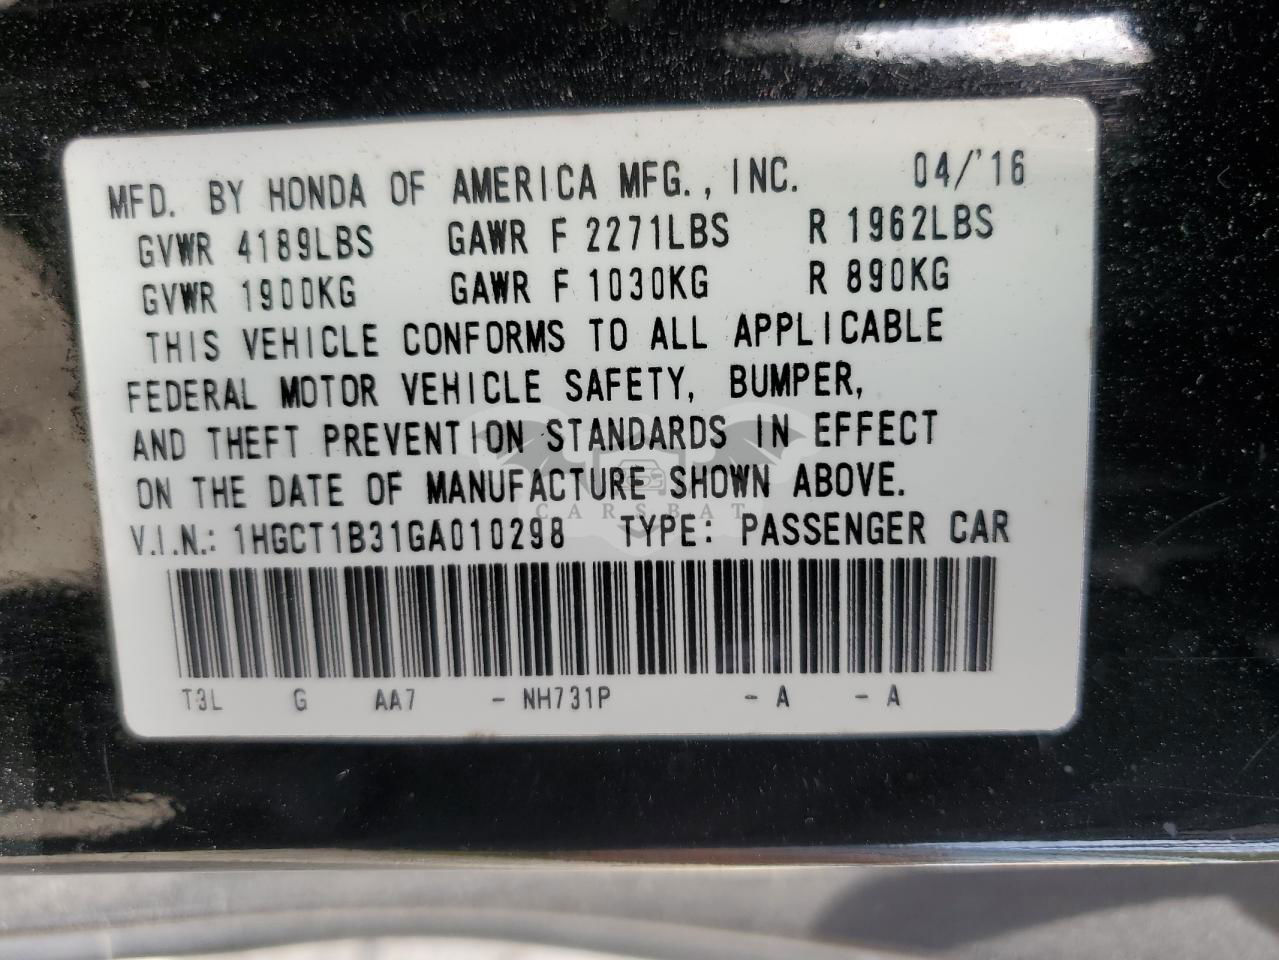 MFD. BY HONDA OF AMERICA MFG., INC. 04/'16
GVWR 4189LBS GAWR F 2271LBS R 1962LBS
GVWR 1900KG GAWR F 1030KG R 890KG
THIS VEHICLE CONFORMS TO ALL APPLICABLE
FEDERAL MOTOR VEHICLE SAFETY, BUMPER,
AND THEFT PREVENTION STANDARDS IN EFFECT
ON THE DATE OF MANUFACTURE SHOWN ABOVE.
CARSBAT
V.I.N.: 1HGCT1B31GA010298 TYPE: PASSENGER CAR
T3L G AA7 - NH731P - A - A